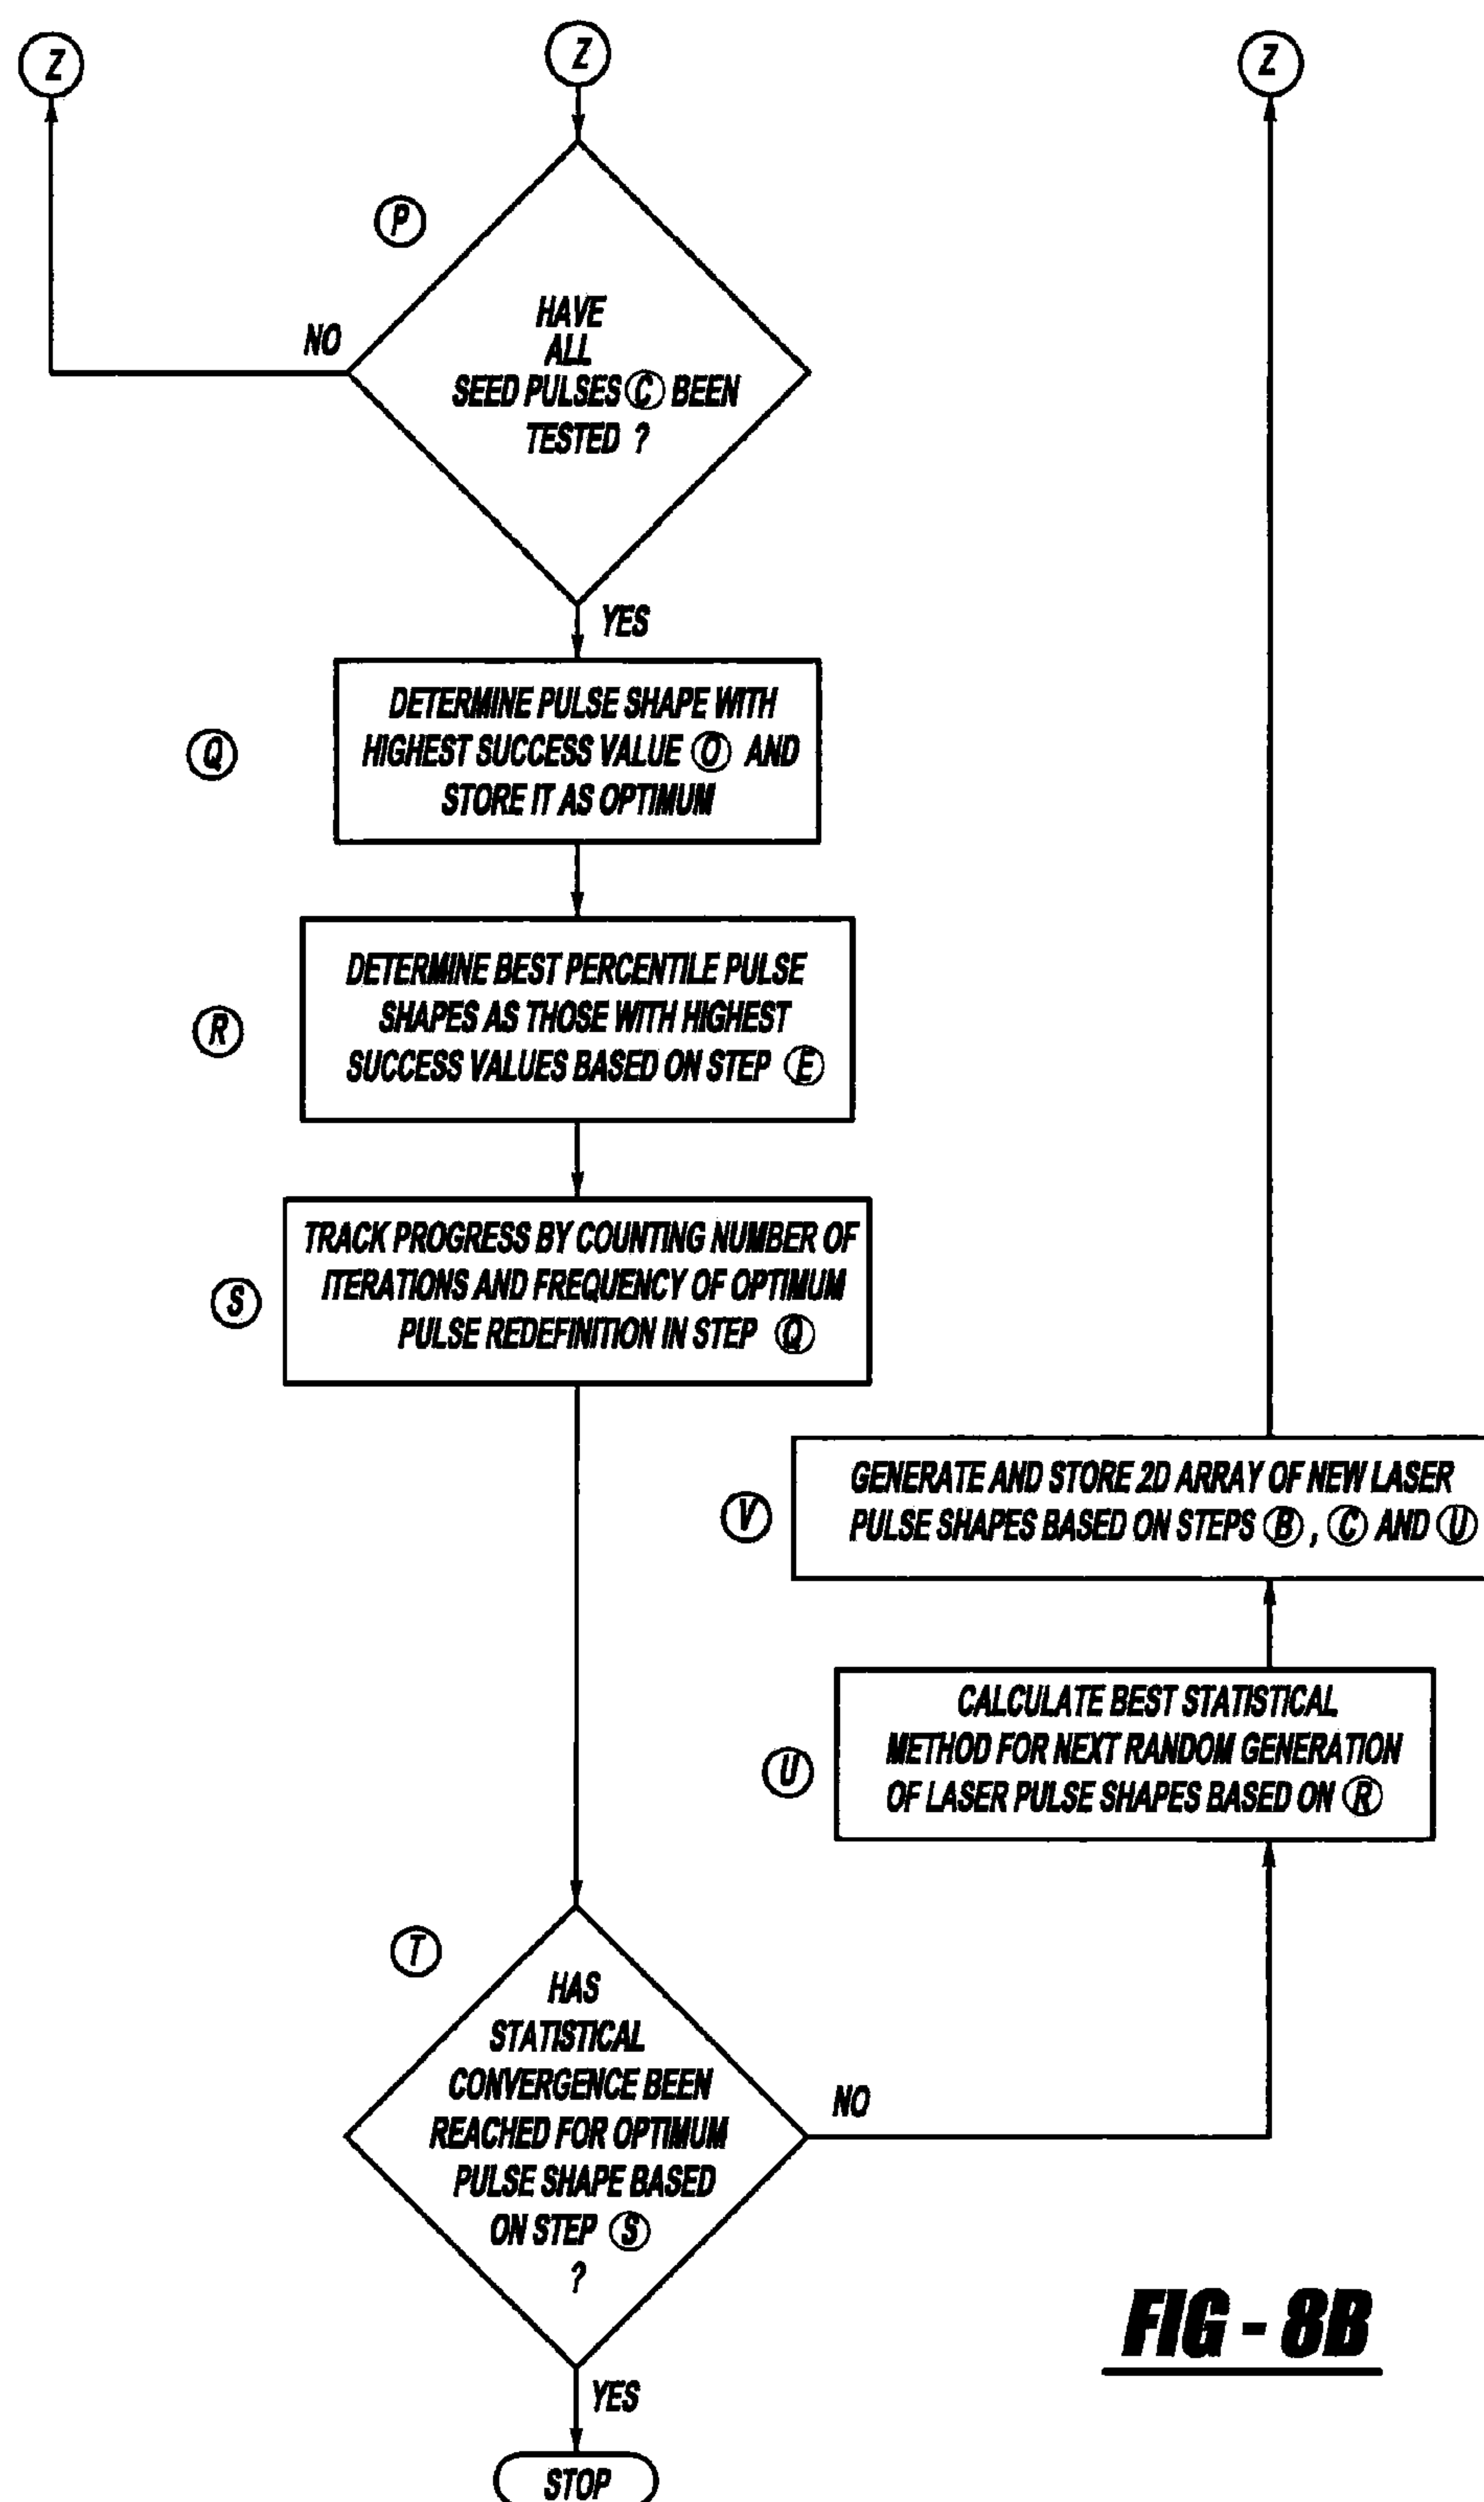 Z
Z
Z
P
HAVE
ALL
SEED PULSES C BEEN
TESTED ?
NO
YES
Q
DETERMINE PULSE SHAPE WITH
HIGHEST SUCCESS VALUE O AND
STORE IT AS OPTIMUM
R
DETERMINE BEST PERCENTILE PULSE
SHAPES AS THOSE WITH HIGHEST
SUCCESS VALUES BASED ON STEP E
S
TRACK PROGRESS BY COUNTING NUMBER OF
ITERATIONS AND FREQUENCY OF OPTIMUM
PULSE REDEFINITION IN STEP Q
V
GENERATE AND STORE 2D ARRAY OF NEW LASER
PULSE SHAPES BASED ON STEPS B, C AND U
U
CALCULATE BEST STATISTICAL
METHOD FOR NEXT RANDOM GENERATION
OF LASER PULSE SHAPES BASED ON R
T
HAS
STATISTICAL
CONVERGENCE BEEN
REACHED FOR OPTIMUM
PULSE SHAPE BASED
ON STEP S
?
NO
YES
STOP
FIG - 8B